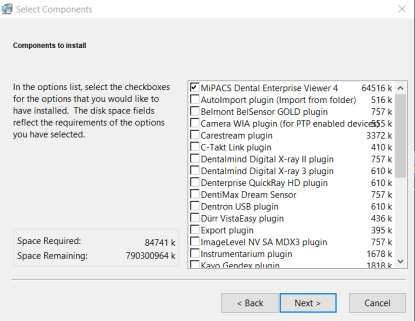 Select Components
Components to install
In the options list, select the checkboxes
for the options that you would like to
have installed. The disk space fields
reflect the requirements of the options
you have selected.
MiPACS Dental Enterprise Viewer 4 64516 k
AutoImport plugin (Import from folder) 516 k
Belmont BelSensor GOLD plugin 757 k
Camera WIA plugin (for PTP enabled devices) 555 k
Carestream plugin 3372 k
C-Takt Link plugin 410 k
Dentalmind Digital X-ray II plugin 757 k
Dentalmind Digital X-ray 3 plugin 610 k
Denterprise QuickRay HD plugin 610 k
DentiMax Dream Sensor 757 k
Dentron USB plugin 610 k
Dürr VistaEasy plugin 436 k
Export plugin 395 k
ImageLevel NV SA MDX3 plugin 757 k
Instrumentarium plugin 1678 k
Kavo Gendex plugin 1818 k
Space Required: 84741 k
Space Remaining: 790300964 k
< Back Next > Cancel